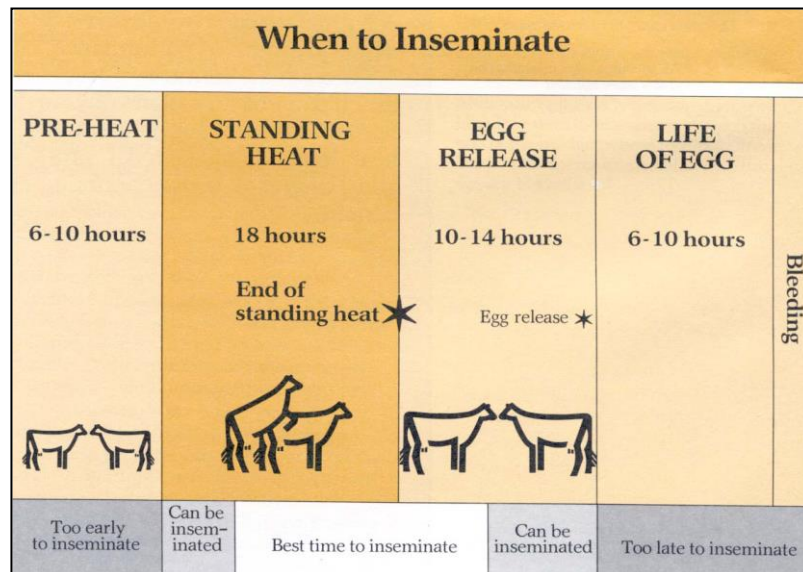 When to Inseminate
PRE-HEAT
6-10 hours
STANDING
HEAT
18 hours
End of
standing heat
EGG
RELEASE
10-14 hours
Egg release
LIFE
OF EGG
6-10 hours
Bleeding
Too early
to inseminate
Can be
insem-
inated
Best time to inseminate
Can be
inseminated
Too late to inseminate